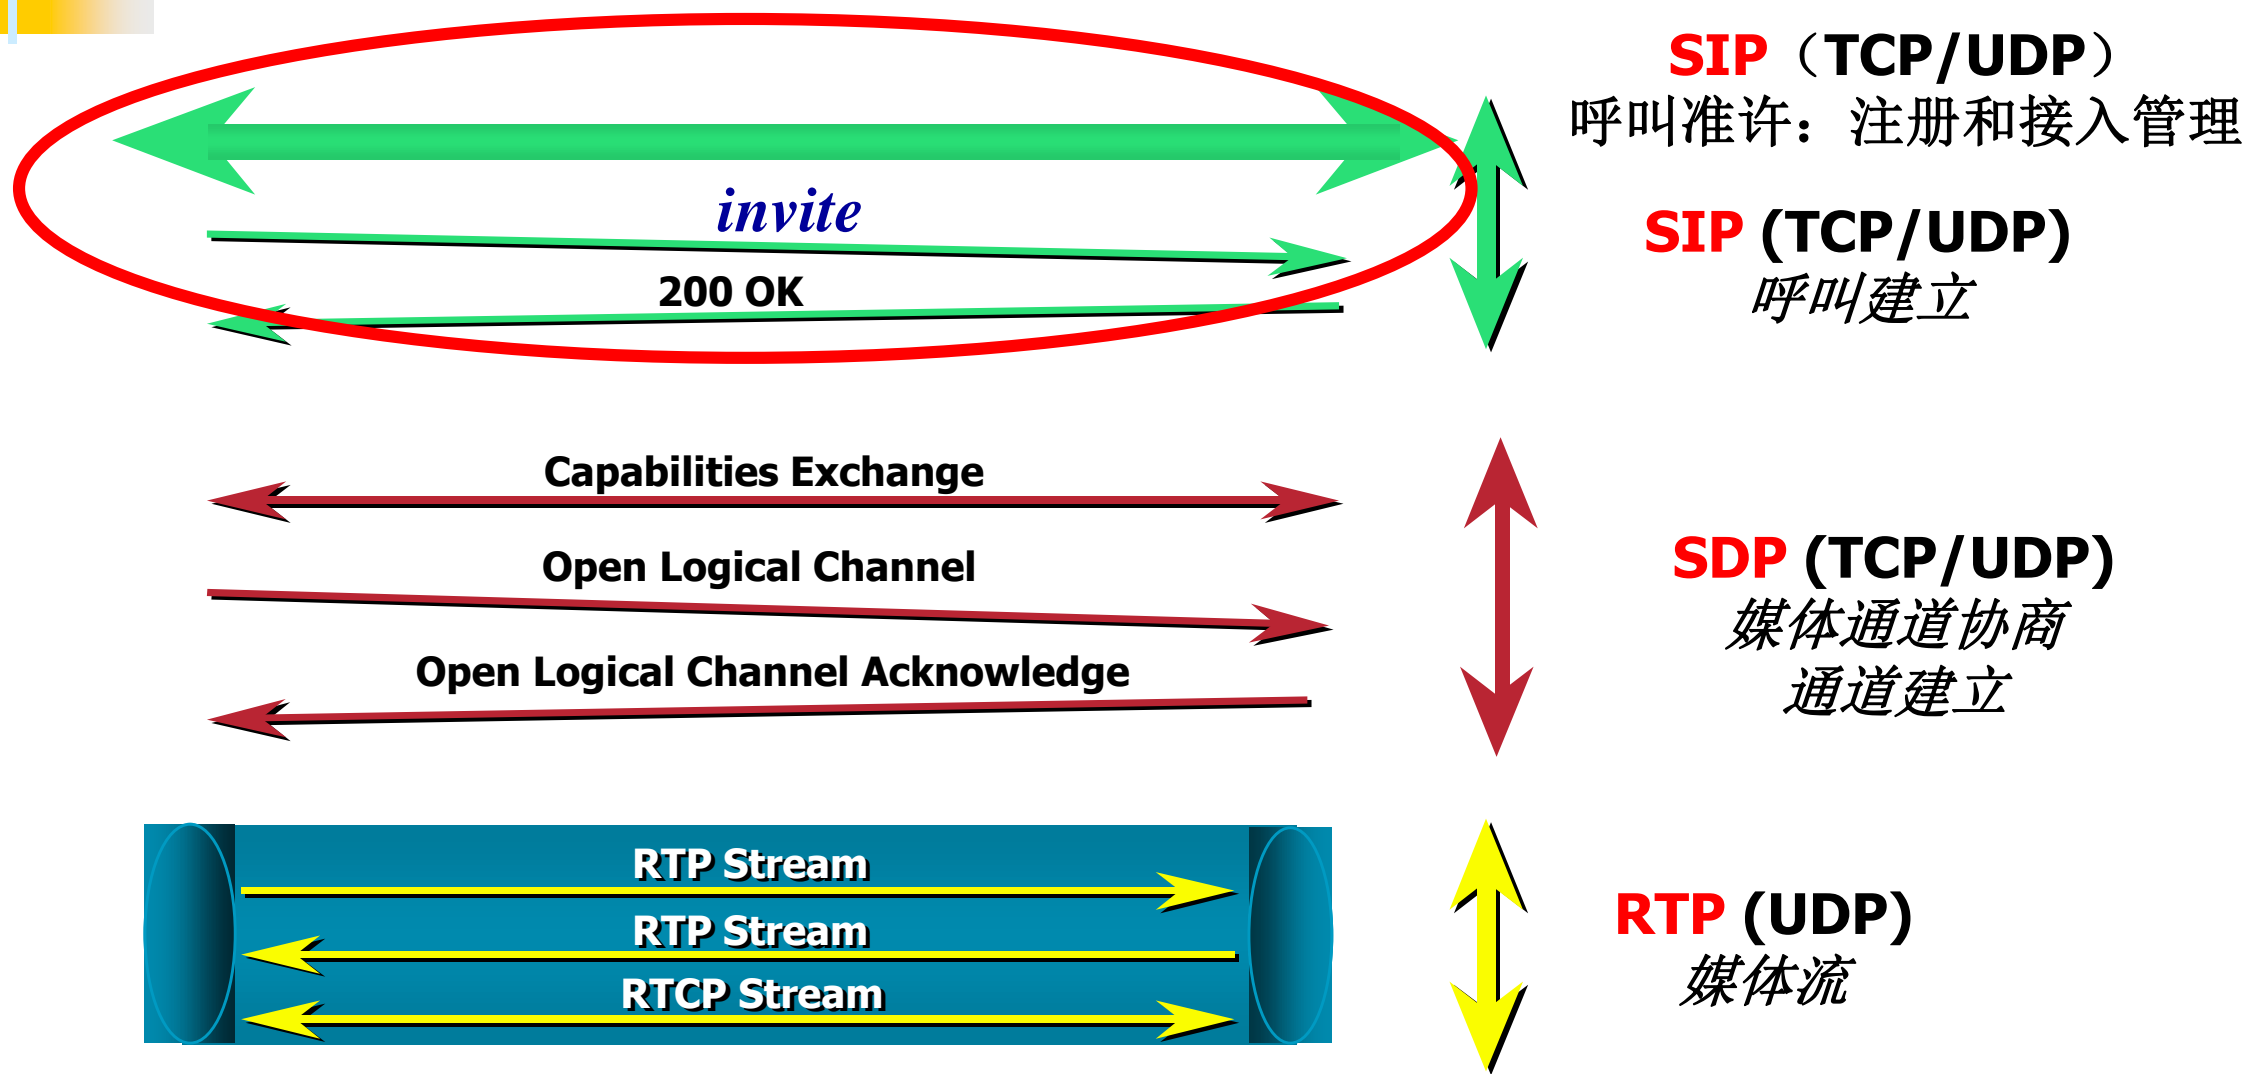 SIP（TCP/UDP）
呼叫准许：注册和接入管理
invite
SIP (TCP/UDP)
呼叫建立
200 OK
Capabilities Exchange
Open Logical Channel
Open Logical Channel Acknowledge
SDP (TCP/UDP)
媒体通道协商
通道建立
RTP Stream
RTP Stream
RTCP Stream
RTP (UDP)
媒体流